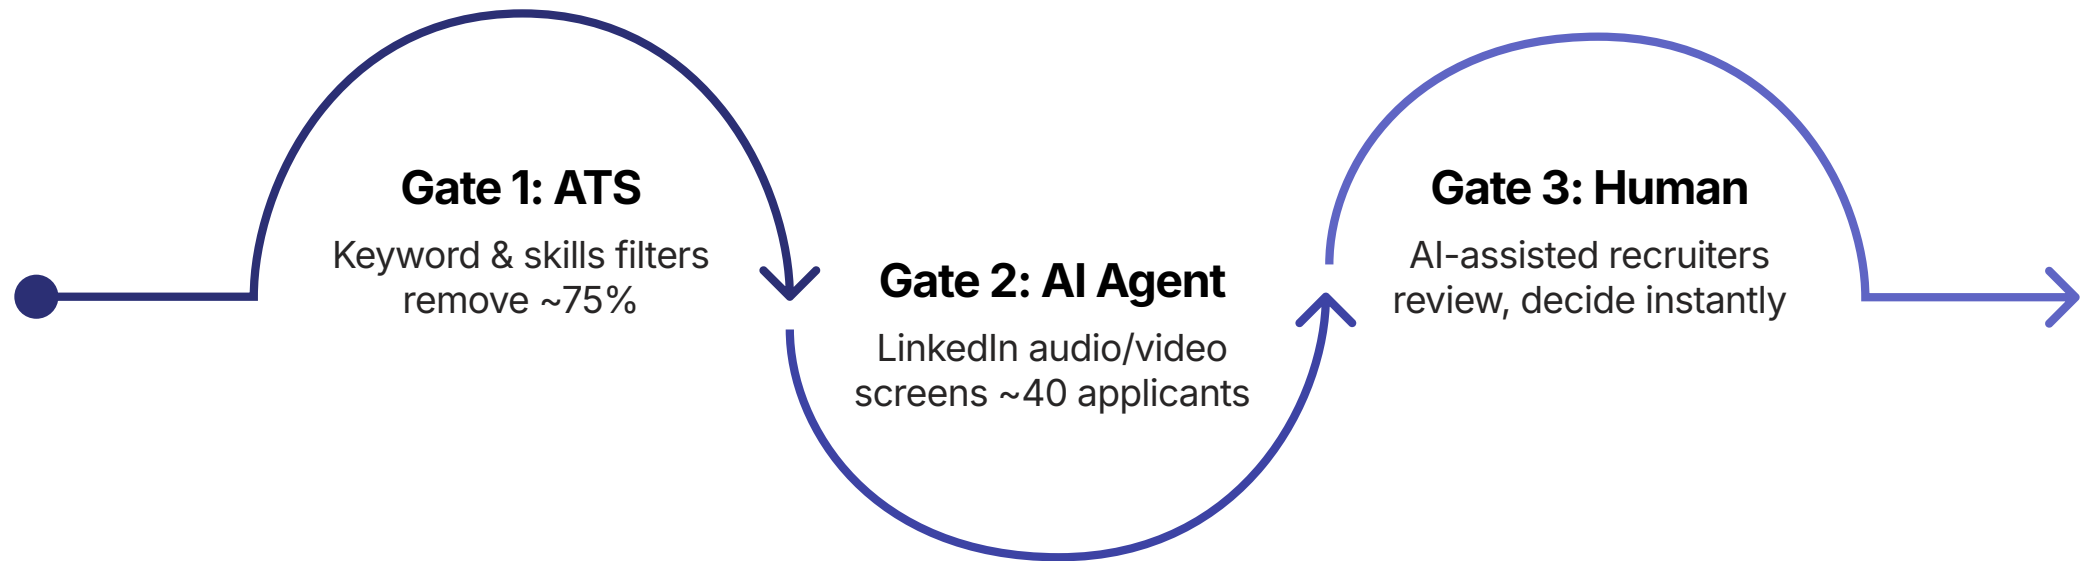 Gate 1: ATS
Keyword & skills filters
remove ~75%
Gate 2: AI Agent
LinkedIn audio/video
screens ~40 applicants
Gate 3: Human
AI-assisted recruiters
review, decide instantly